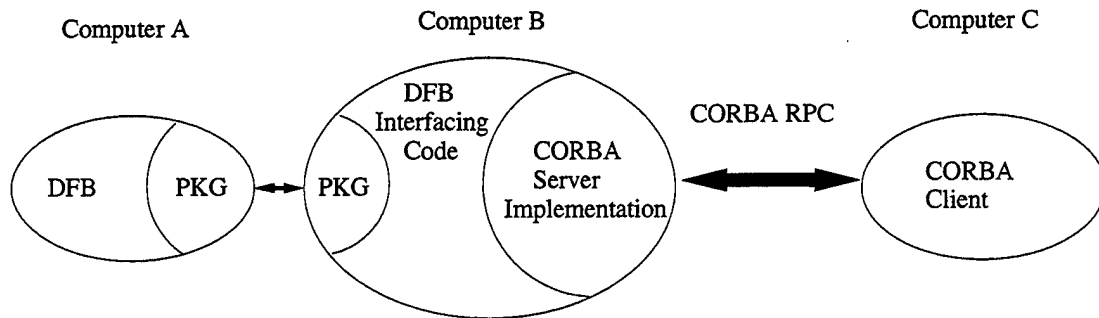 Computer A
Computer B
Computer C
DFB
PKG
PKG
DFB
Interfacing
Code
CORBA
Server
Implementation
CORBA RPC
CORBA
Client